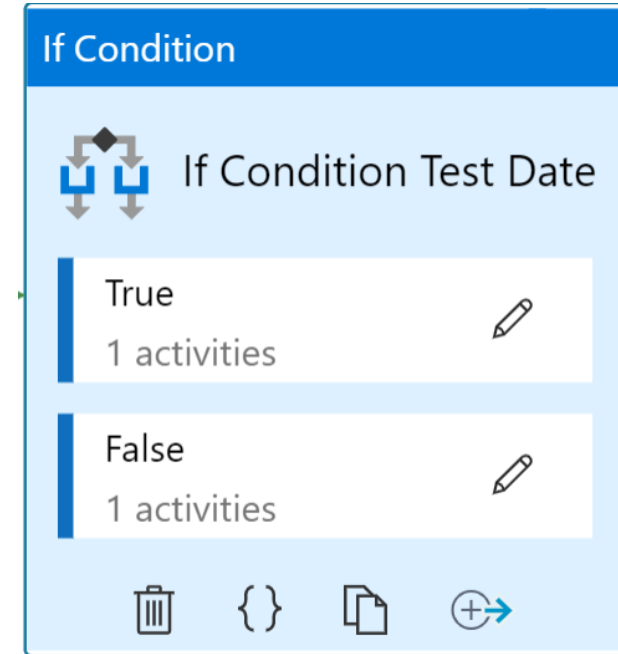 If Condition
If Condition Test Date
True
1 activities
False
1 activities